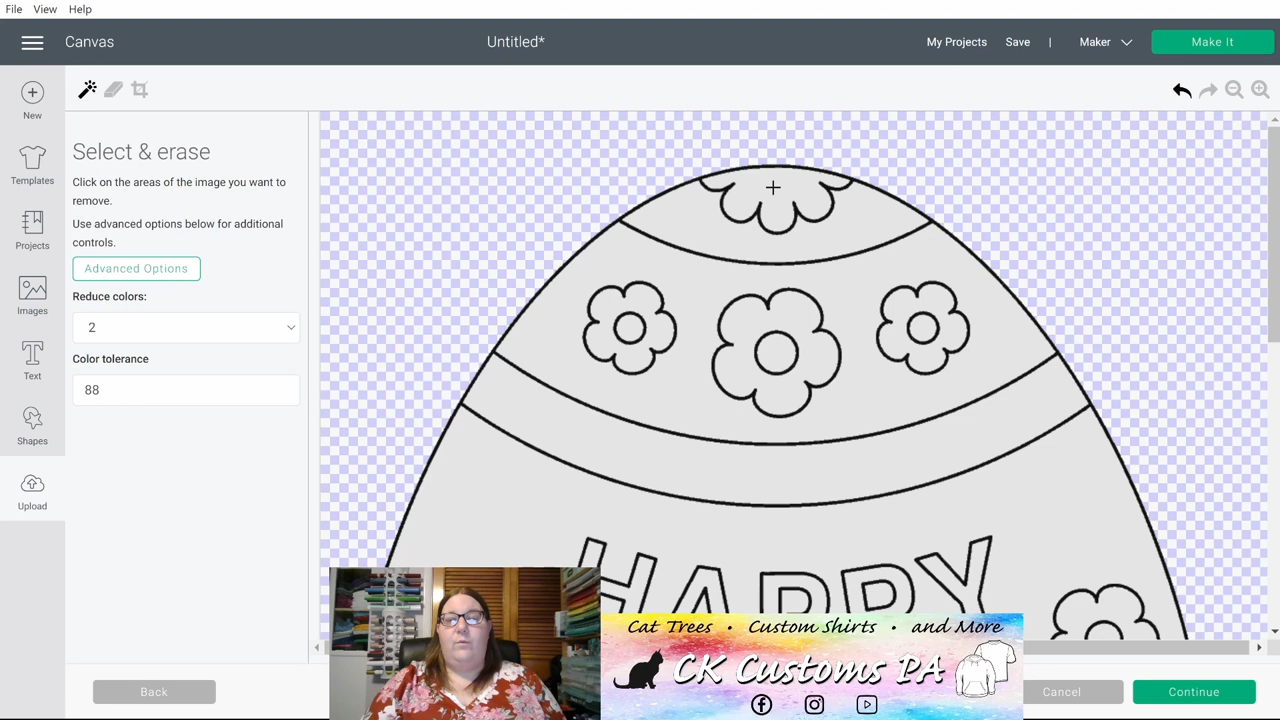 File View Help
Canvas
Untitled*
My Projects Save | Maker
Make It
New
Templates
Projects
Images
Text
Shapes
Upload
Select & erase
Click on the areas of the image you want to
remove.
Use advanced options below for additional
controls.
Advanced Options
Reduce colors:
2
Color tolerance
88
HAPPY
Cat Trees • Custom Shirts • and More
CK Customs PA
Back
Cancel
Continue